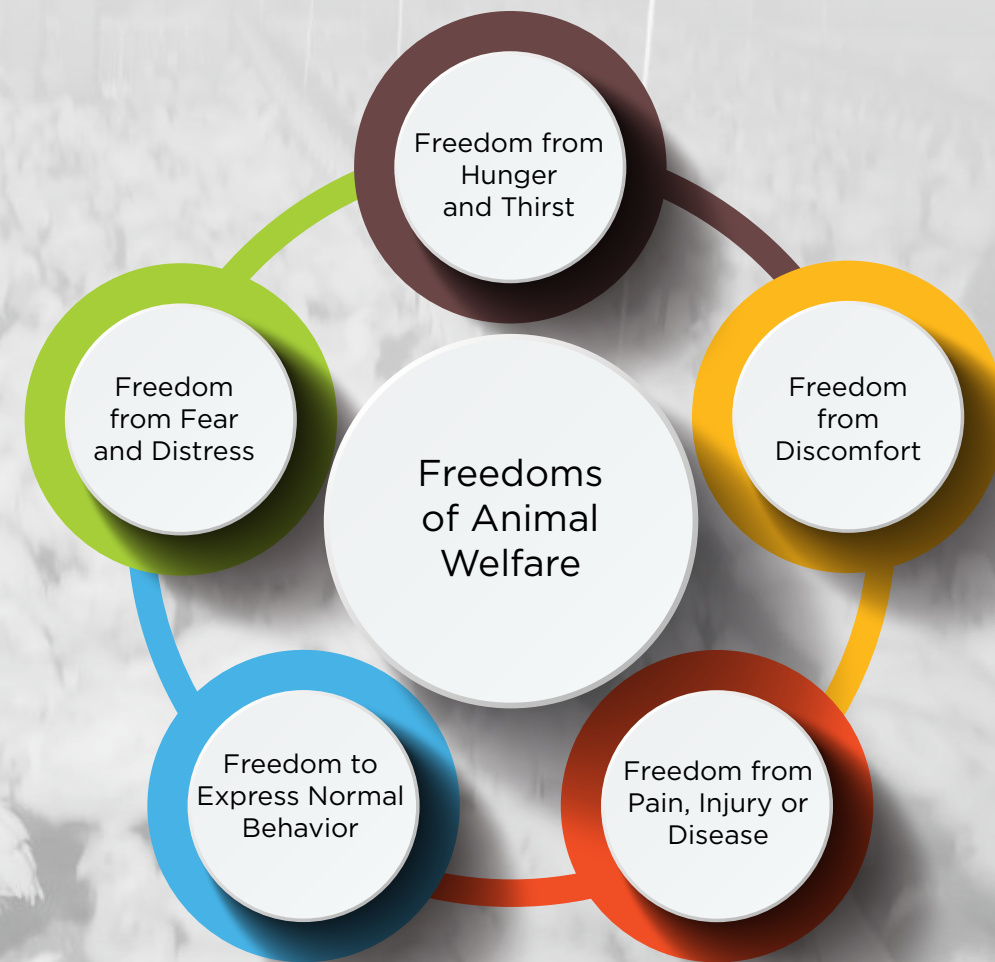 Freedom from
Hunger
and Thirst
Freedom
from Fear
and Distress
Freedom
from
Discomfort
Freedoms
of Animal
Welfare
Freedom to
Express Normal
Behavior
Freedom from
Pain, Injury or
Disease